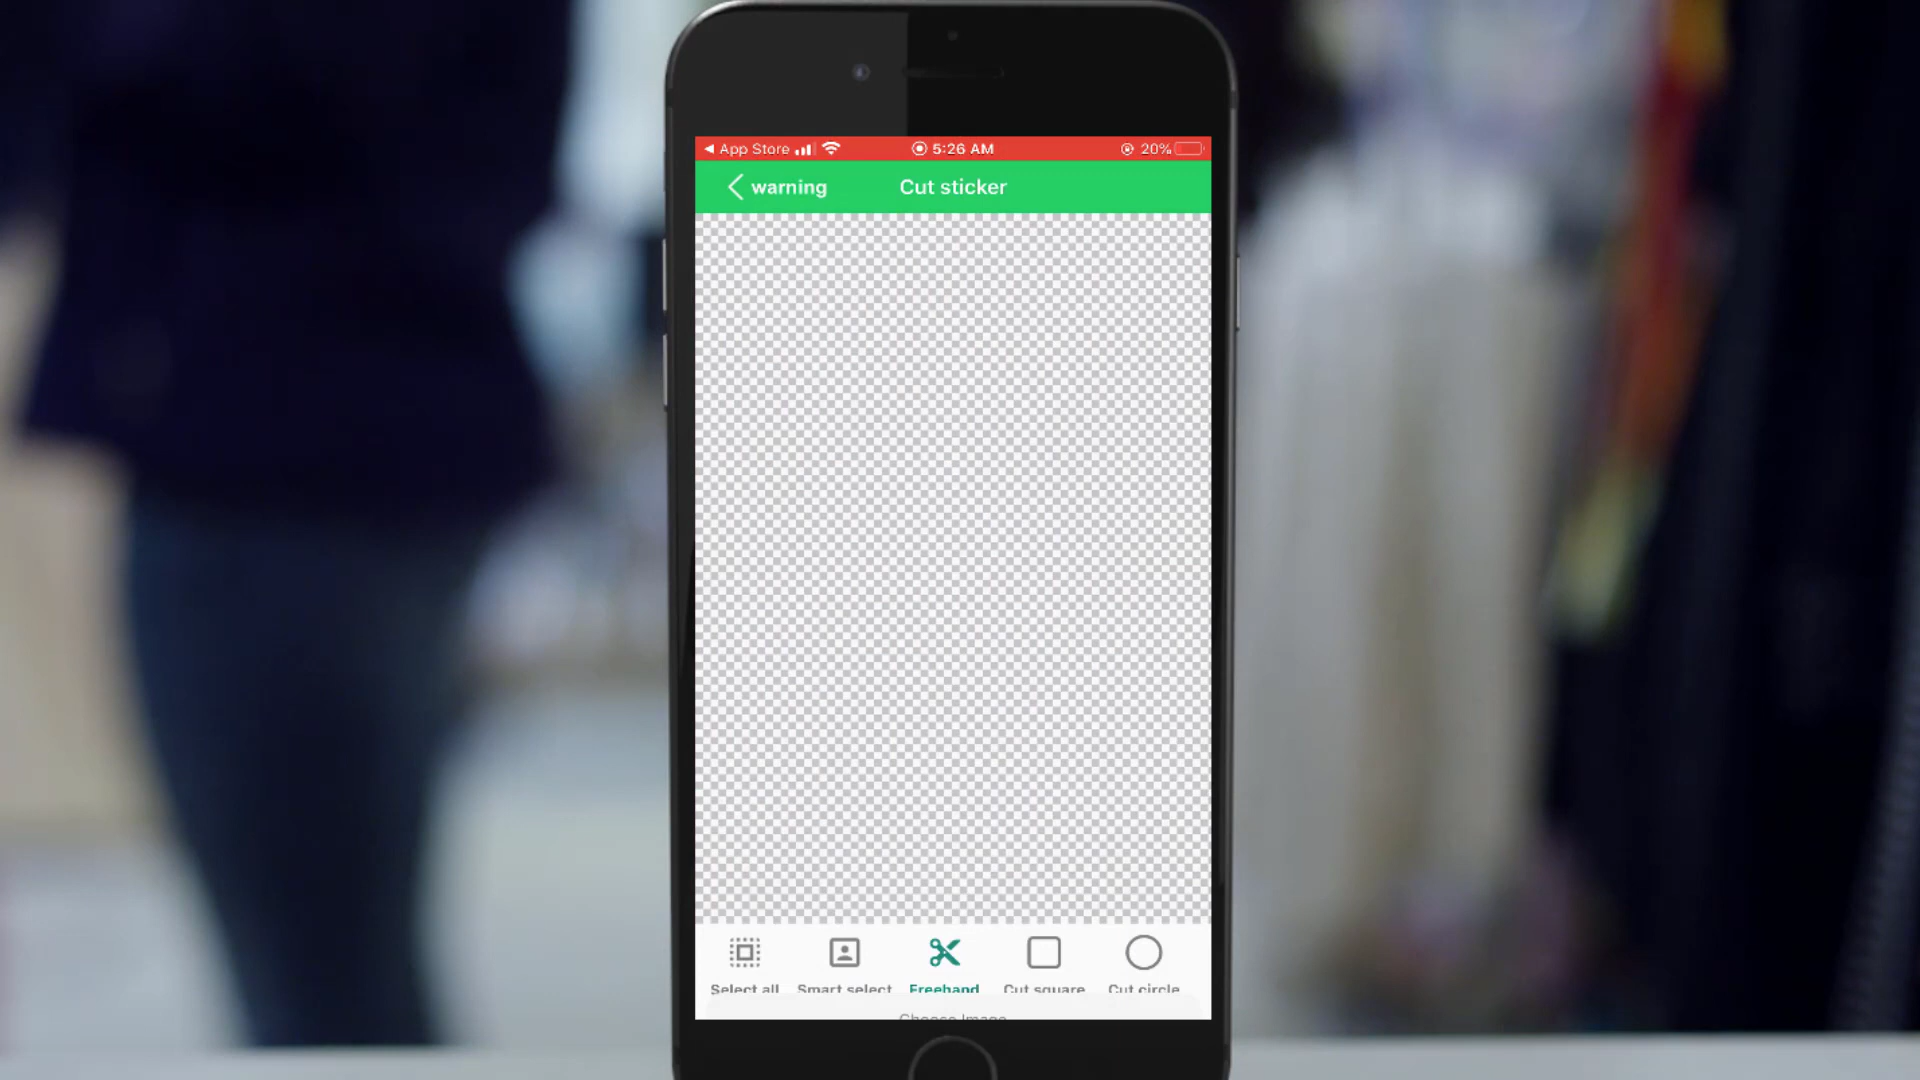 App Store
5:26 AM
20%
warning
Cut sticker
Select all
Smart select
Freehand
Cut square
Cut circle
Choose Image